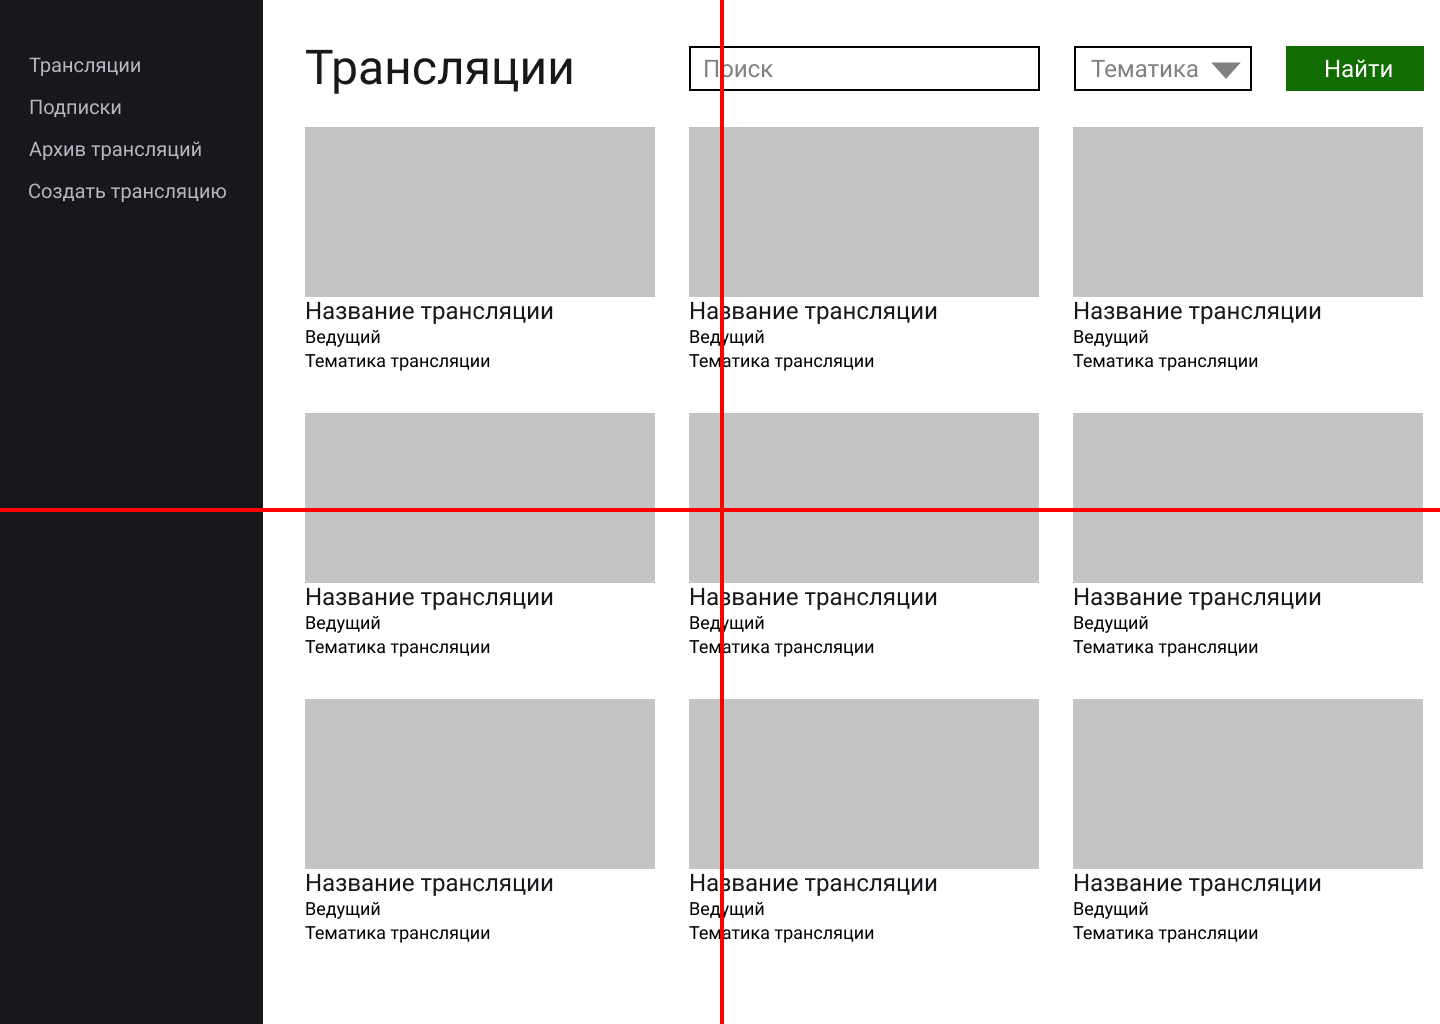 Трансляции
Подписки
Архив трансляций
Создать трансляцию
Трансляции
Поиск
Тематика
Найти
Название трансляции
Ведущий
Тематика трансляции
Название трансляции
Ведущий
Тематика трансляции
Название трансляции
Ведущий
Тематика трансляции
Название трансляции
Ведущий
Тематика трансляции
Название трансляции
Ведущий
Тематика трансляции
Название трансляции
Ведущий
Тематика трансляции
Название трансляции
Ведущий
Тематика трансляции
Название трансляции
Ведущий
Тематика трансляции
Название трансляции
Ведущий
Тематика трансляции